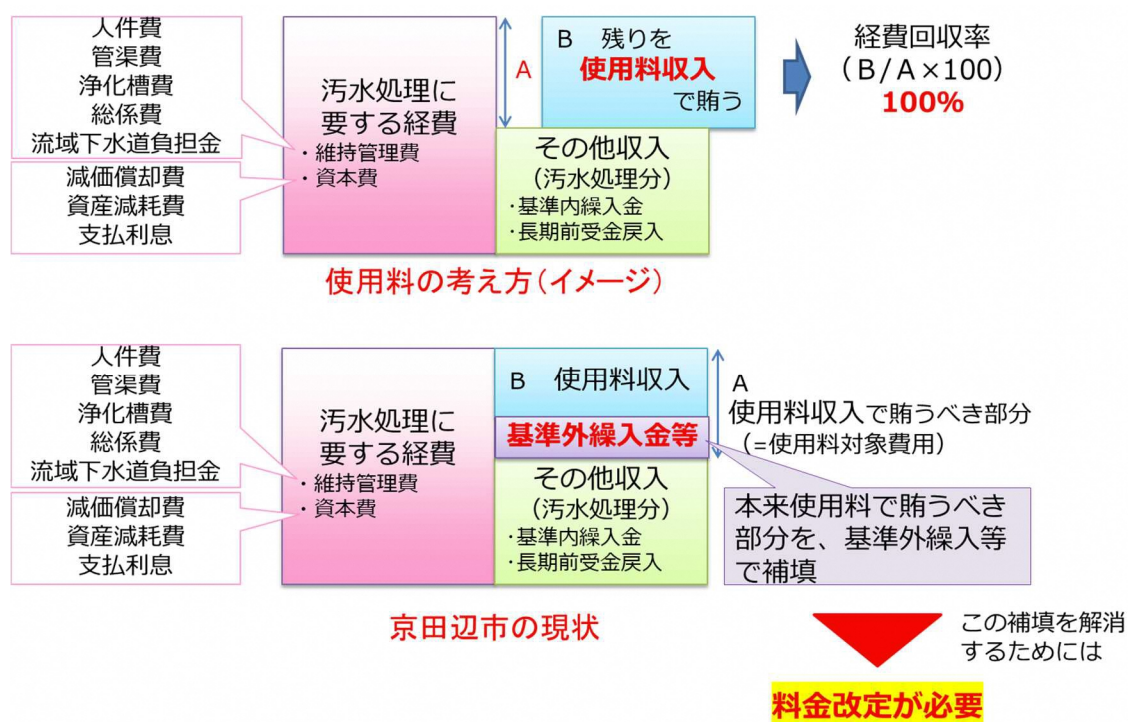 人件費
管渠費
浄化槽費
総係費
流域下水道負担金
減価償却費
資産減耗費
支払利息
汚水処理に
要する経費
・維持管理費
・資本費
A
B 残りを
使用料収入
で賄う
その他収入
（汚水処理分）
・基準内繰入金
・長期前受金戻入
経費回収率
（B/A×100）
100%
使用料の考え方（イメージ）
人件費
管渠費
浄化槽費
総係費
流域下水道負担金
減価償却費
資産減耗費
支払利息
汚水処理に
要する経費
・維持管理費
・資本費
B 使用料収入
基準外繰入金等
その他収入
（汚水処理分）
・基準内繰入金
・長期前受金戻入
A
使用料収入で賄うべき部分
（=使用料対象費用）
本来使用料で賄うべき
部分を、基準外繰入等
で補填
京田辺市の現状
この補填を解消
するためには
料金改定が必要